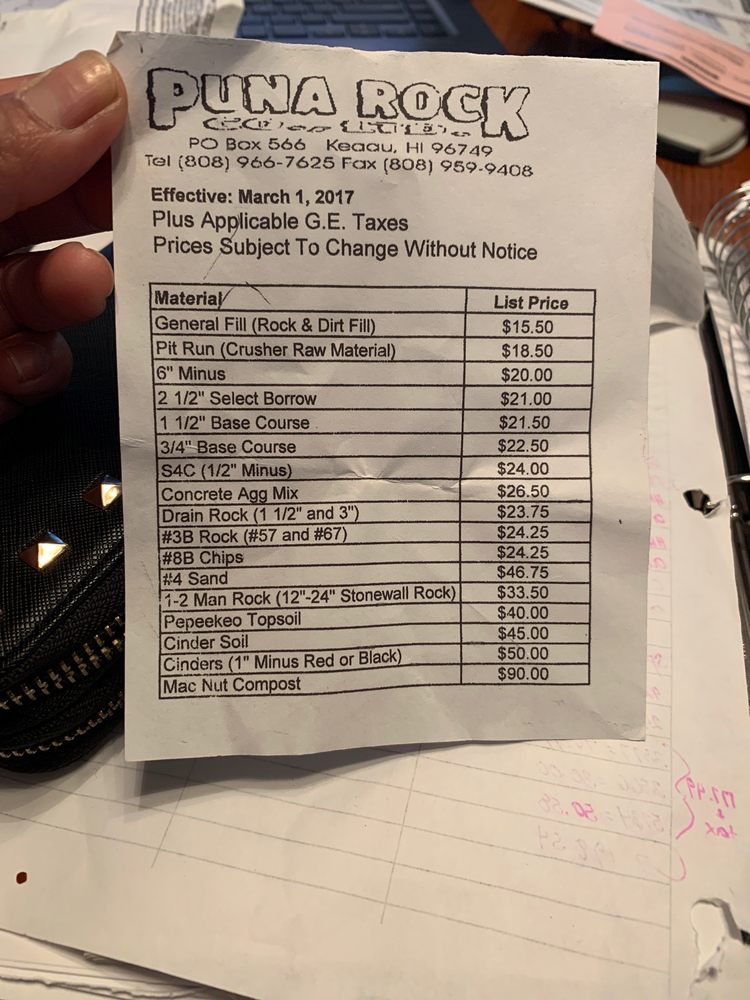 PUNA ROCK
PO Box 566 Keaau, HI 96749
Tel (808) 966-7625 Fax (808) 959-9408
Effective: March 1, 2017
Plus Applicable G.E. Taxes
Prices Subject To Change Without Notice
Material List Price
General Fill (Rock & Dirt Fill) $15.50
Pit Run (Crusher Raw Material) $18.50
6" Minus $20.00
2 1/2" Select Borrow $21.00
1 1/2" Base Course $21.50
3/4" Base Course $22.50
S4C (1/2" Minus) $24.00
Concrete Agg Mix $26.50
Drain Rock (1 1/2" and 3") $23.75
#3B Rock (#57 and #67) $24.25
#8B Chips $24.25
#4 Sand $46.75
1-2 Man Rock (12"-24" Stonewall Rock) $33.50
Pepeekeo Topsoil $40.00
Cinder Soil $45.00
Cinders (1" Minus Red or Black) $50.00
Mac Nut Compost $90.00